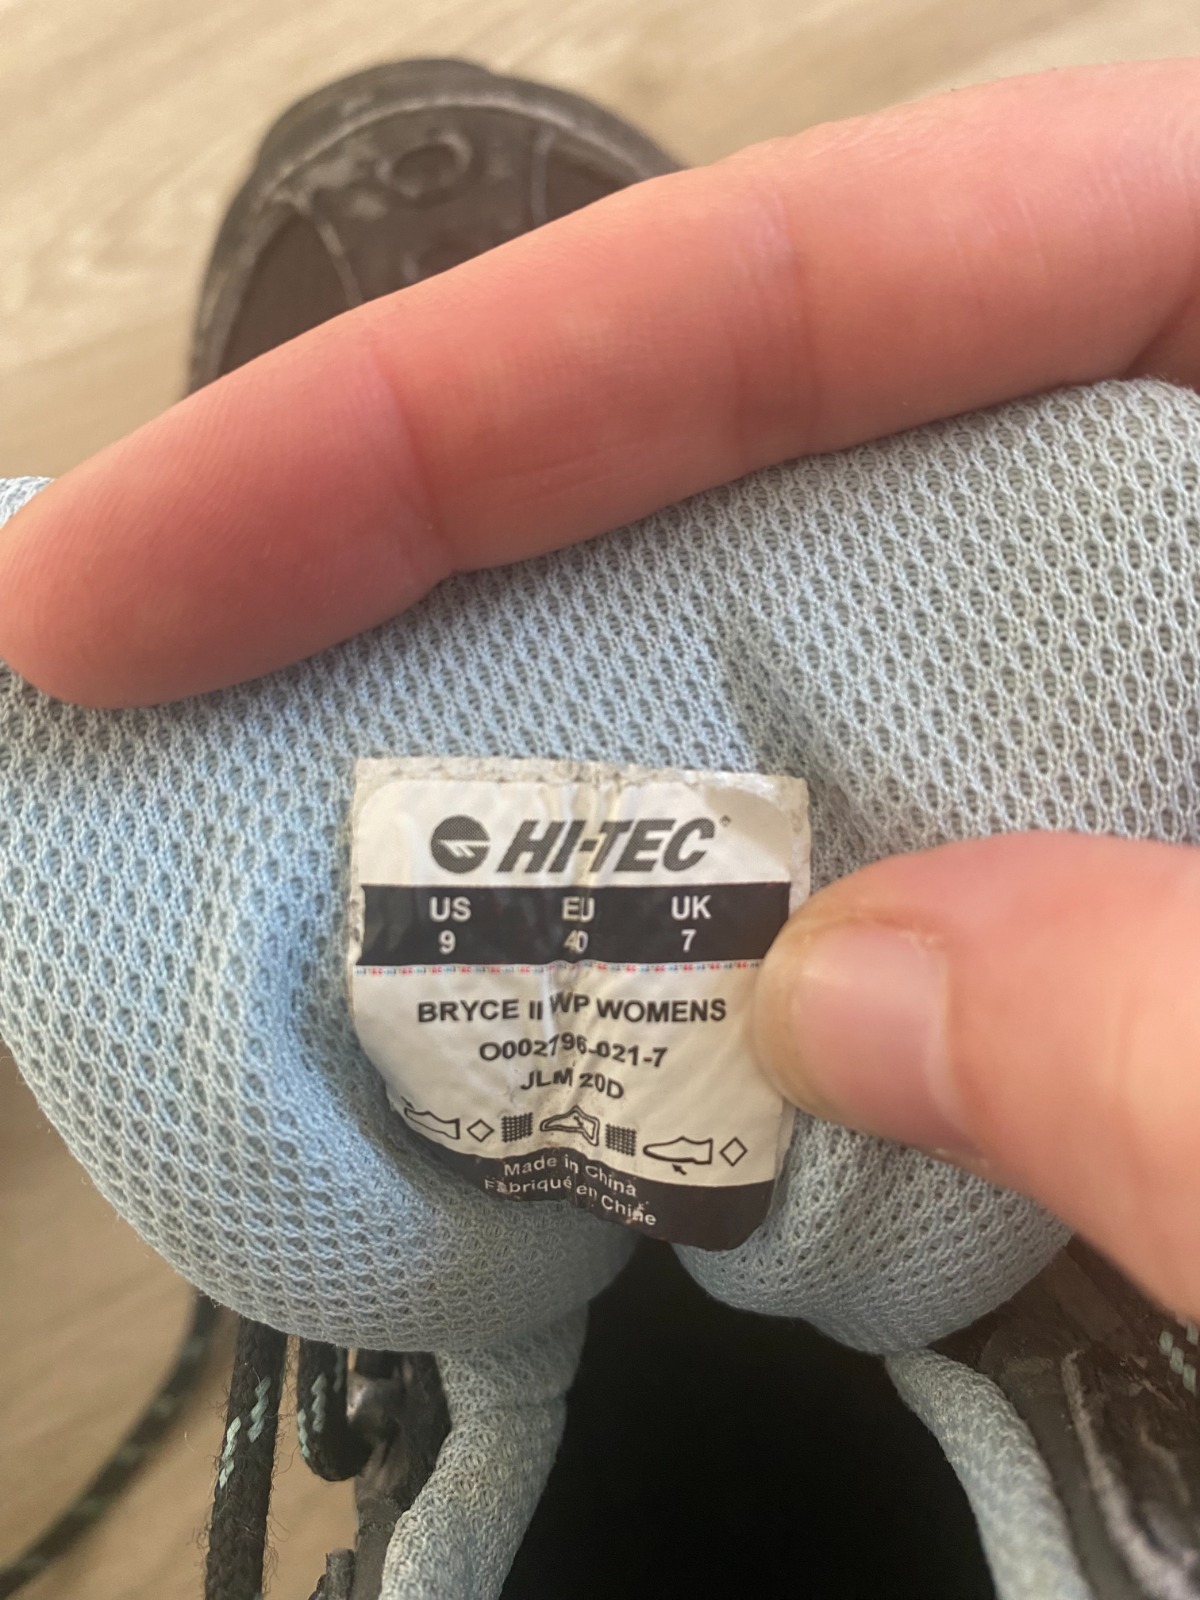 HI-TEC
US EU UK
9 40 7
BRYCE II WP WOMENS
O002796-021-7
JLM 20D
Made in China
Fabriqué en Chine